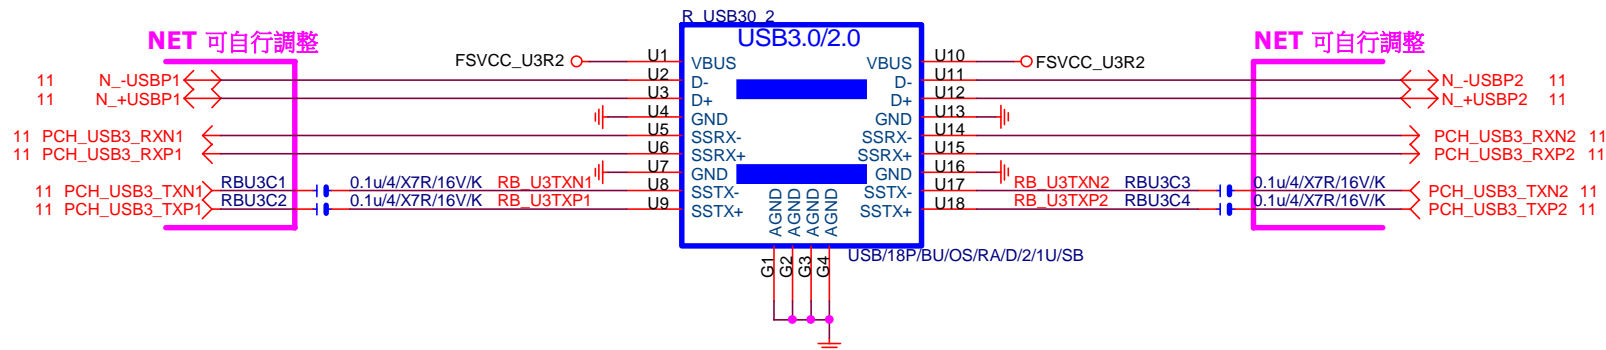 R_USB30_2
NET 可自行調整
USB3.0/2.0
NET 可自行調整
FSVCC_U3R2 U1 VBUS VBUS U10 FSVCC_U3R2
11 N_-USBP1 U2 D- D- U11 N_-USBP2 11
11 N_+USBP1 U3 D+ D+ U12 N_+USBP2 11
U4 GND GND U13
11 PCH_USB3_RXN1 U5 SSRX- SSRX- U14 PCH_USB3_RXN2 11
11 PCH_USB3_RXP1 U6 SSRX+ SSRX+ U15 PCH_USB3_RXP2 11
U7 GND GND U16
11 PCH_USB3_TXN1 RBU3C1 0.1u/4/X7R/16V/K RB_U3TXN1 U8 SSTX- SSTX- U17 RB_U3TXN2 RBU3C3 0.1u/4/X7R/16V/K PCH_USB3_TXN2 11
11 PCH_USB3_TXP1 RBU3C2 0.1u/4/X7R/16V/K RB_U3TXP1 U9 SSTX+ SSTX+ U18 RB_U3TXP2 RBU3C4 0.1u/4/X7R/16V/K PCH_USB3_TXP2 11
AGND AGND AGND AGND
USB/18P/BU/OS/RA/D/2/1U/SB
G1 G2 G3 G4